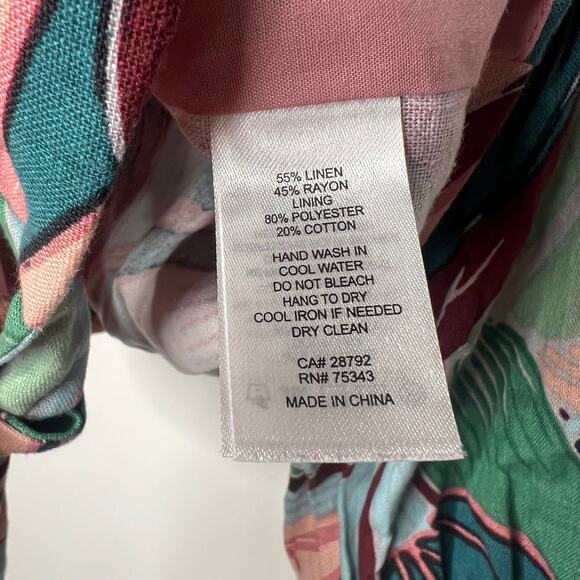 55% LINEN
45% RAYON
LINING
80% POLYESTER
20% COTTON
HAND WASH IN
COOL WATER
DO NOT BLEACH
HANG TO DRY
COOL IRON IF NEEDED
DRY CLEAN
CA# 28792
RN# 75343
MADE IN CHINA